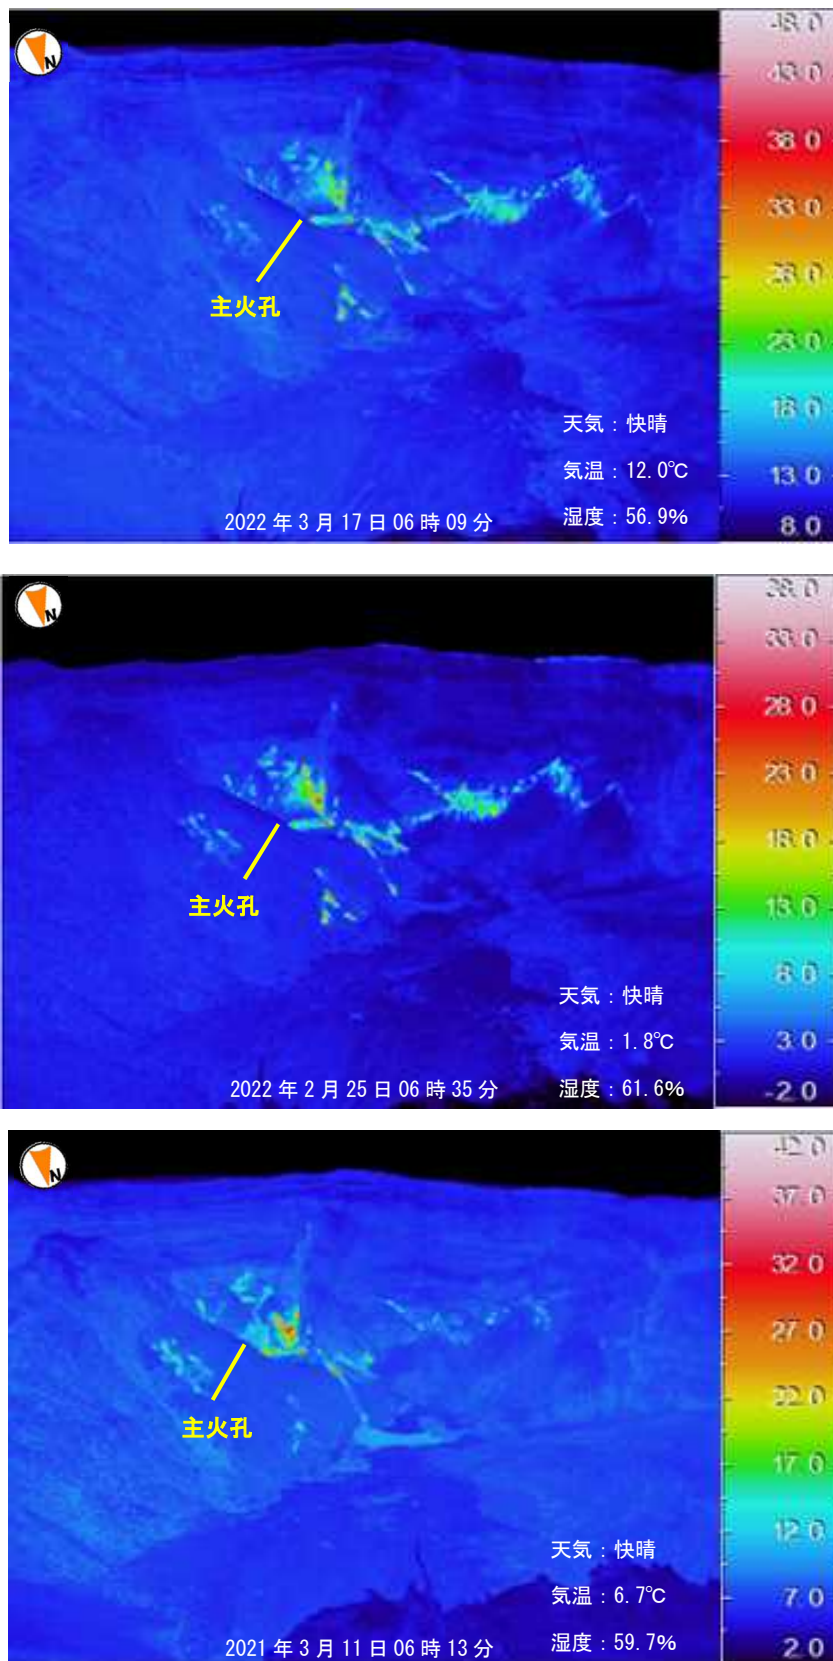 N
48.0
43.0
38.0
33.0
28.0
23.0
18.0
13.0
8.0
主火孔
天気：快晴
気温：12.0℃
湿度：56.9%
2022年3月17日06時09分
N
38.0
33.0
28.0
23.0
18.0
13.0
8.0
3.0
-2.0
主火孔
天気：快晴
気温：1.8℃
湿度：61.6%
2022年2月25日06時35分
N
42.0
37.0
32.0
27.0
22.0
17.0
12.0
7.0
2.0
主火孔
天気：快晴
気温：6.7℃
湿度：59.7%
2021年3月11日06時13分